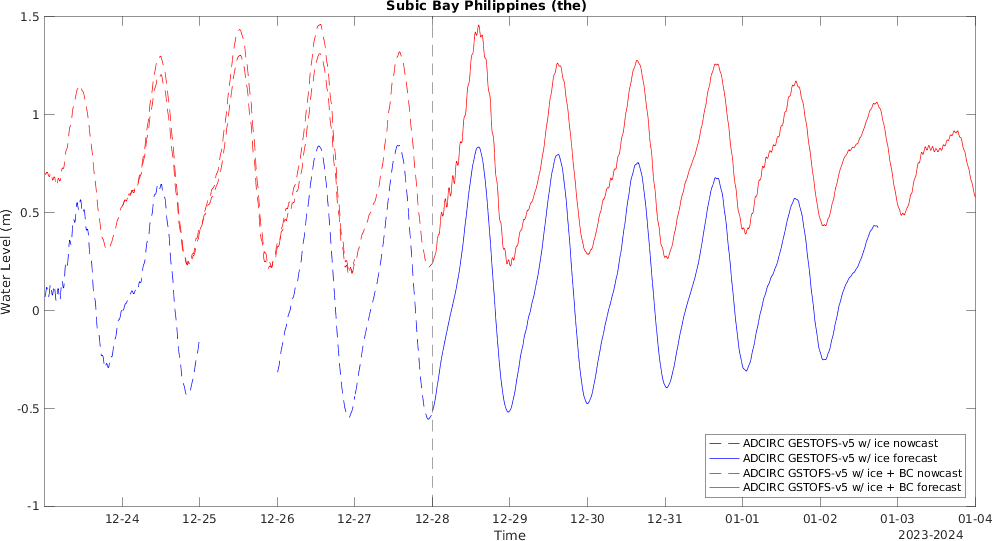 Subic Bay Philippines (the)
1.5
1
0.5
0
-0.5
-1
Water Level (m)
ADCIRC GESTOFS-v5 w/ ice nowcast
ADCIRC GESTOFS-v5 w/ ice forecast
ADCIRC GSTOFS-v5 w/ ice + BC nowcast
ADCIRC GSTOFS-v5 w/ ice + BC forecast
12-24 12-25 12-26 12-27 12-28 12-29 12-30 12-31 01-01 01-02 01-03 01-04
Time
2023-2024